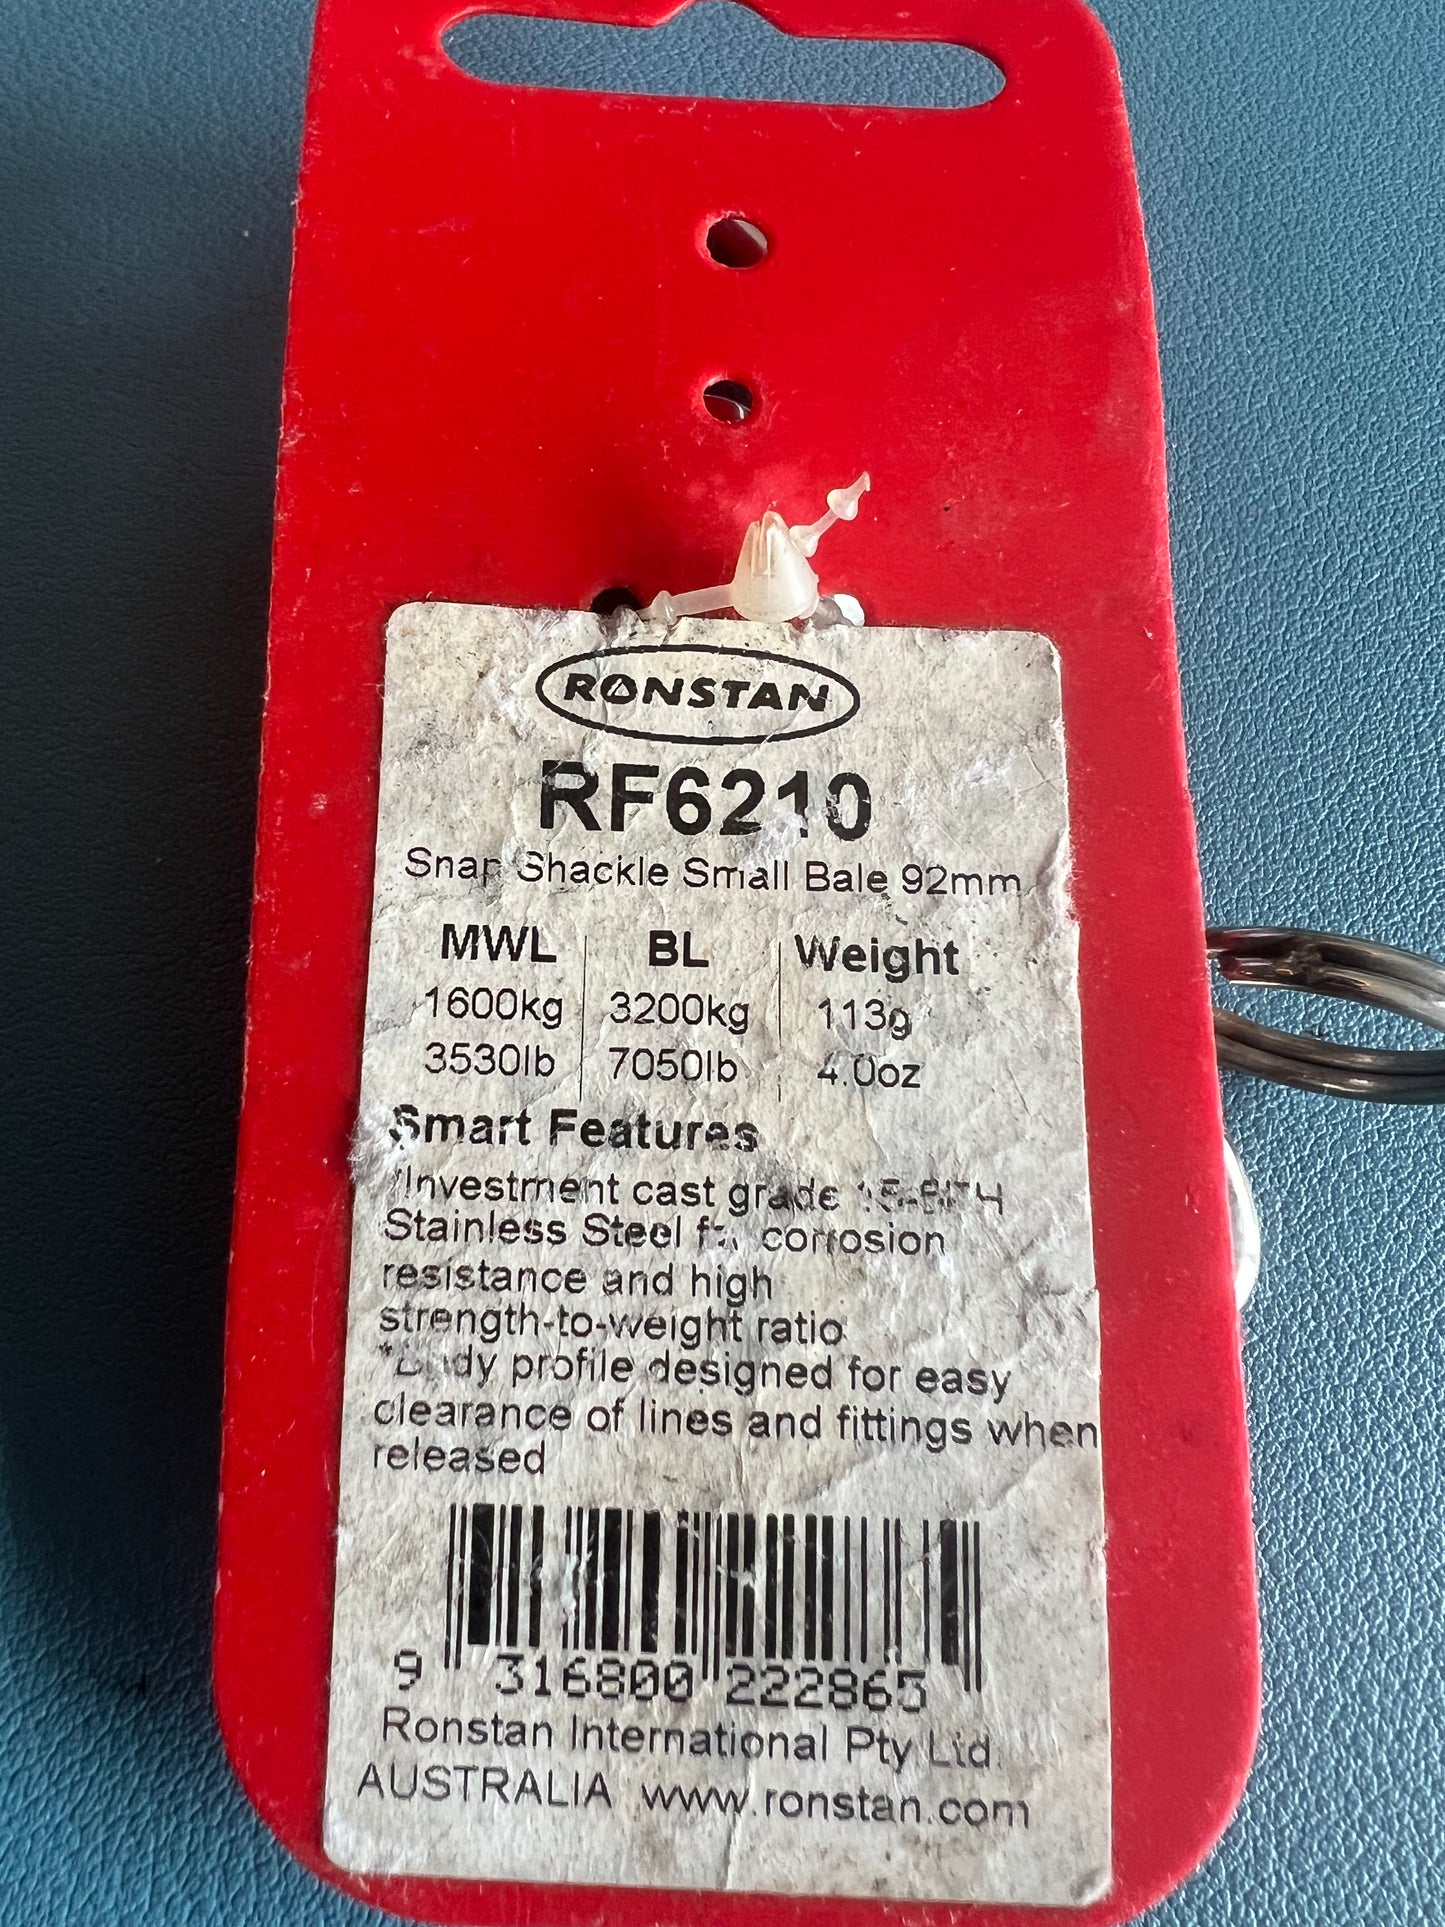 RONSTAN
RF6210
Snap Shackle Small Bale 92mm
MWL BL Weight
1600kg 3200kg 113g
3530lb 7050lb 4.0oz
Smart Features
*Investment cast grade
Stainless Steel for corrosion
resistance and high
strength-to-weight ratio
*Body profile designed for easy
clearance of lines and fittings when
released
9 316800 222865
Ronstan International Pty Ltd.
AUSTRALIA www.ronstan.com